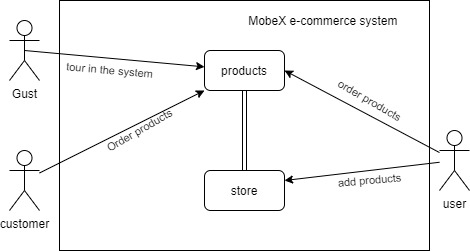 MobeX e-commerce system
products
tour in the system
Gust
order products
Order products
store
add products
customer
user